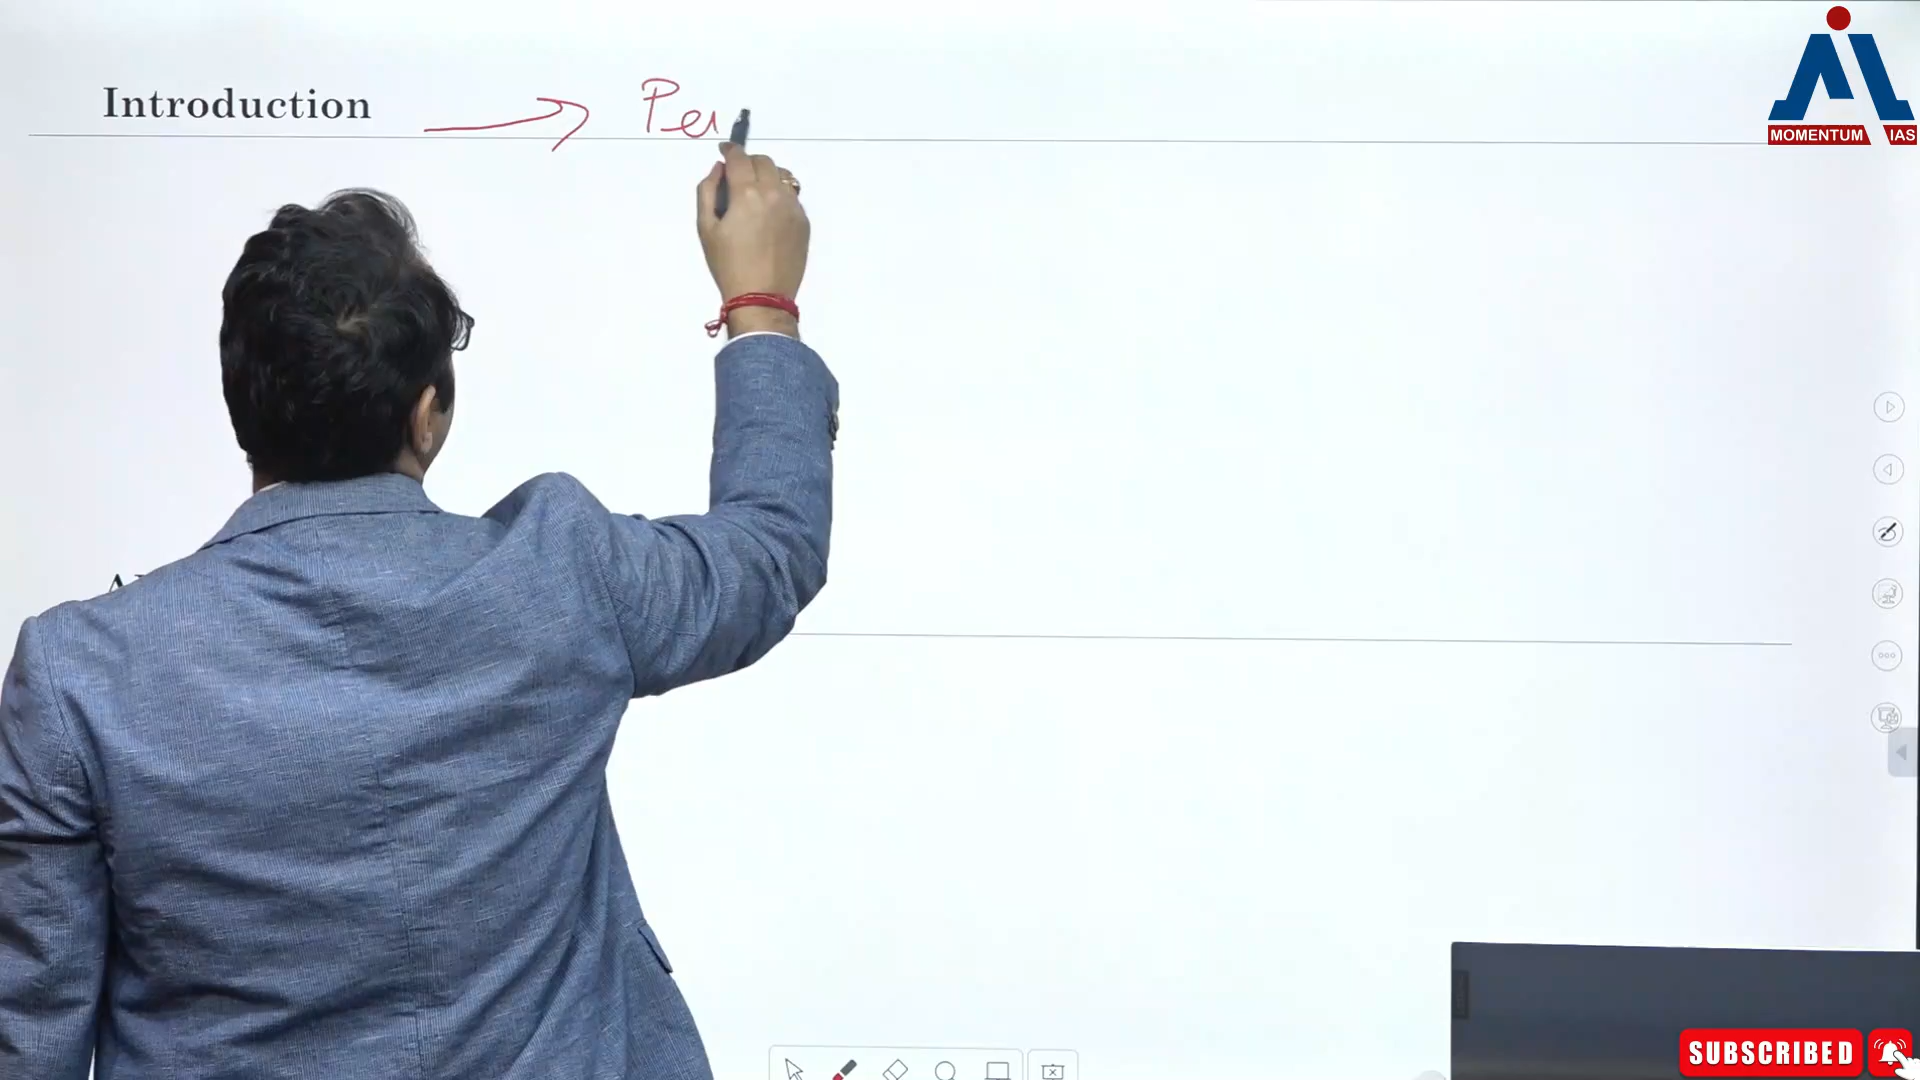 Introduction → Per
MOMENTUM IAS
SUBSCRIBED